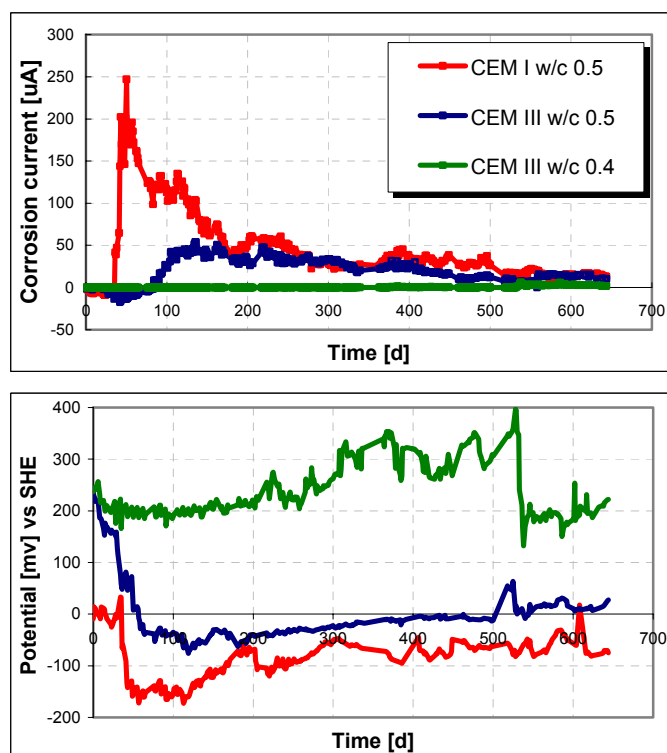 Corrosion current [uA]
300
250
200
150
100
50
0
-50
0 100 200 300 400 500 600 700
CEM I w/c 0.5
CEM III w/c 0.5
CEM III w/c 0.4
Time [d]
Potential [mv] vs SHE
400
300
200
100
0
-100
-200
0 100 200 300 400 500 600 700
Time [d]